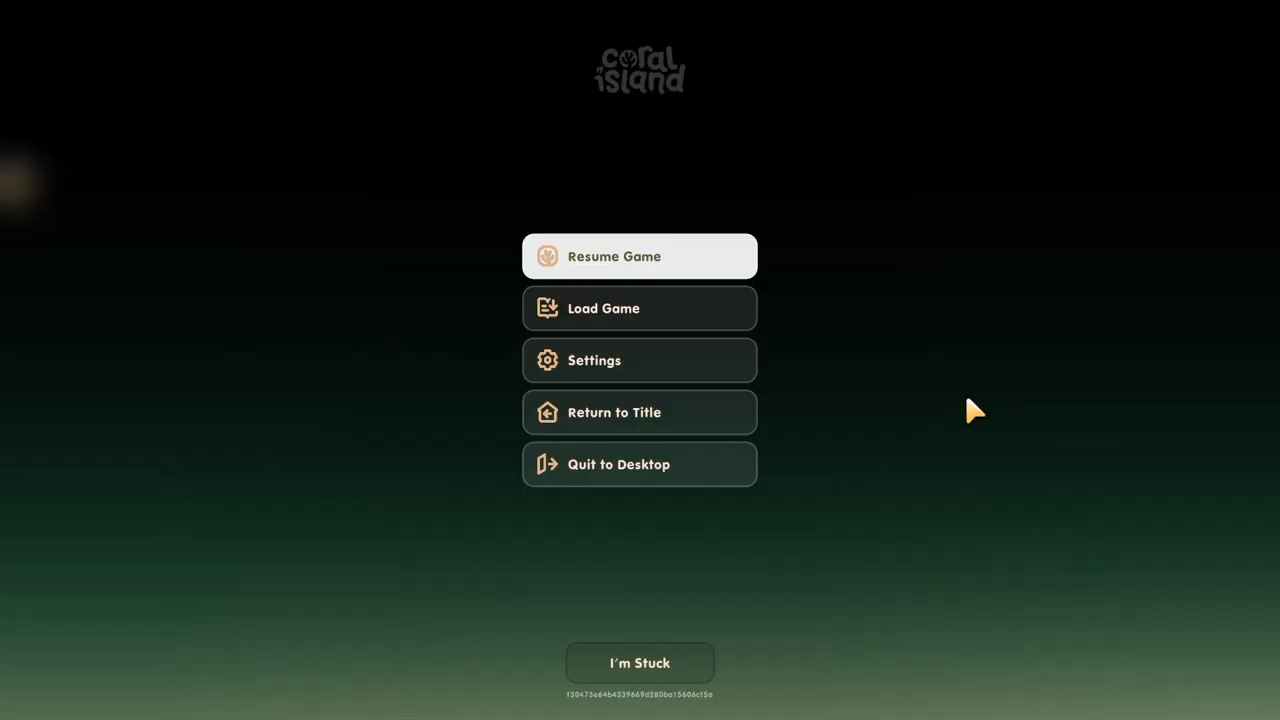 coral
island
Resume Game
Load Game
Settings
Return to Title
Quit to Desktop
I'm Stuck